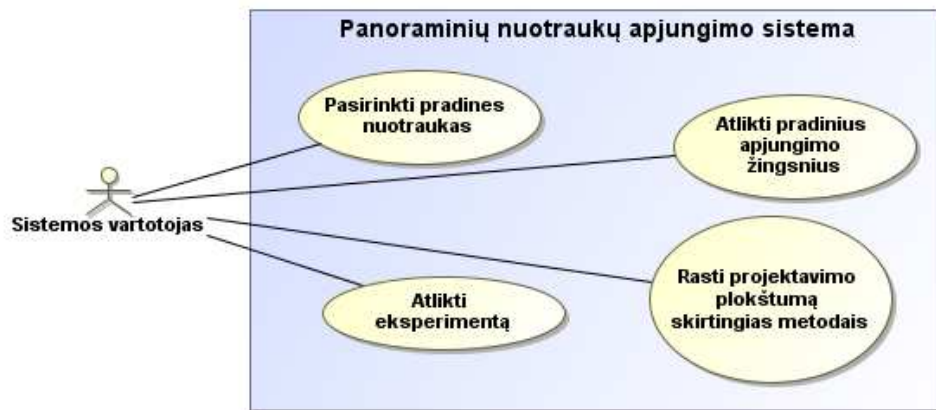 Panoraminių nuotraukų apjungimo sistema
Pasirinkti pradines
nuotraukas
Atlikti pradinius
apjungimo
žingsnius
Sistemos vartotojas
Rasti projektavimo
plokštumą
skirtingias metodais
Atlikti
eksperimentą